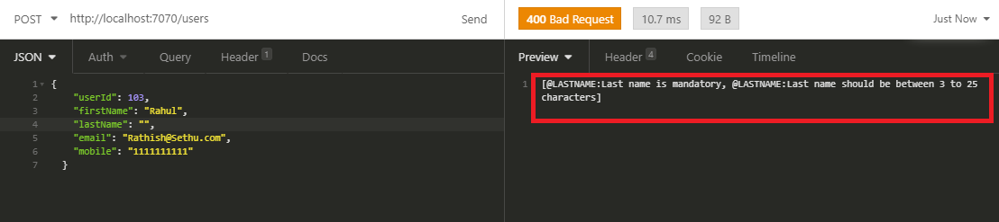 POST http://localhost:7070/users Send
400 Bad Request 10.7 ms 92 B Just Now
JSON Auth Query Header 1 Docs
Preview Header 4 Cookie Timeline
1 {
2 "userId": 103,
3 "firstName": "Rahul",
4 "lastName": "",
5 "email": "Rathish@Sethu.com",
6 "mobile": "1111111111"
7 }
1 [@LASTNAME:Last name is mandatory, @LASTNAME:Last name should be between 3 to 25
characters]